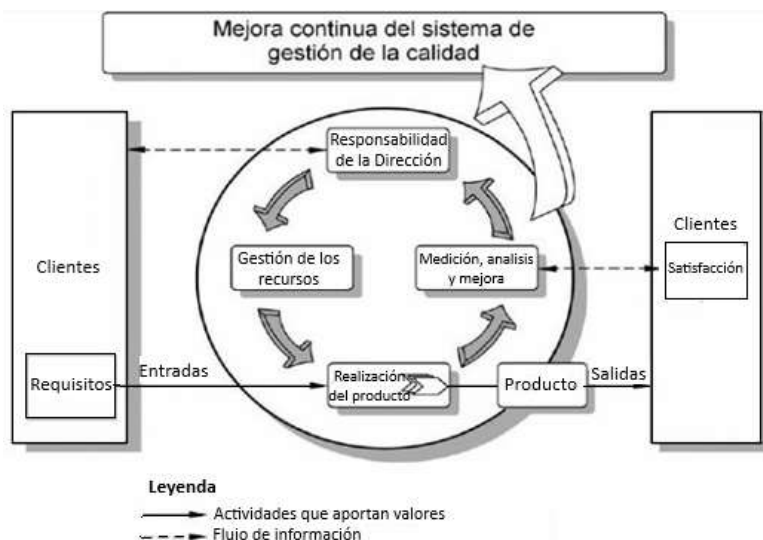 Mejora continua del sistema de
gestión de la calidad
Responsabilidad
de la Dirección
Clientes
Clientes
Gestión de los
recursos
Medición, analisis
y mejora
Satisfacción
Requisitos
Entradas
Realización
del producto
Producto
Salidas
Leyenda
Actividades que aportan valores
Flujo de información